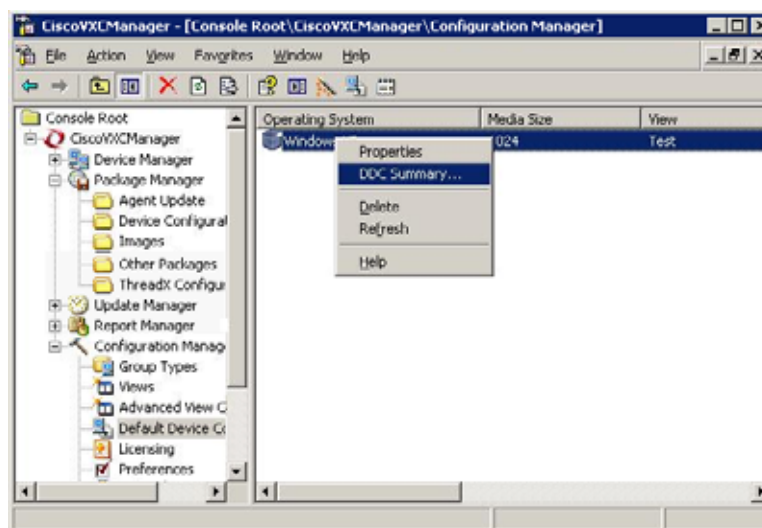 CiscoVXCManager - [Console Root\CiscoVXCManager\Configuration Manager]
File Action View Favorites Window Help
Console Root
CiscoVXCManager
Device Manager
Package Manager
Agent Update
Device Configurat
Images
Other Packages
ThreadX Configur
Update Manager
Report Manager
Configuration Manag
Group Types
Views
Advanced View C
Default Device Co
Licensing
Preferences
Operating System Media Size View
Window 024 Test
Properties
DDC Summary...
Delete
Refresh
Help